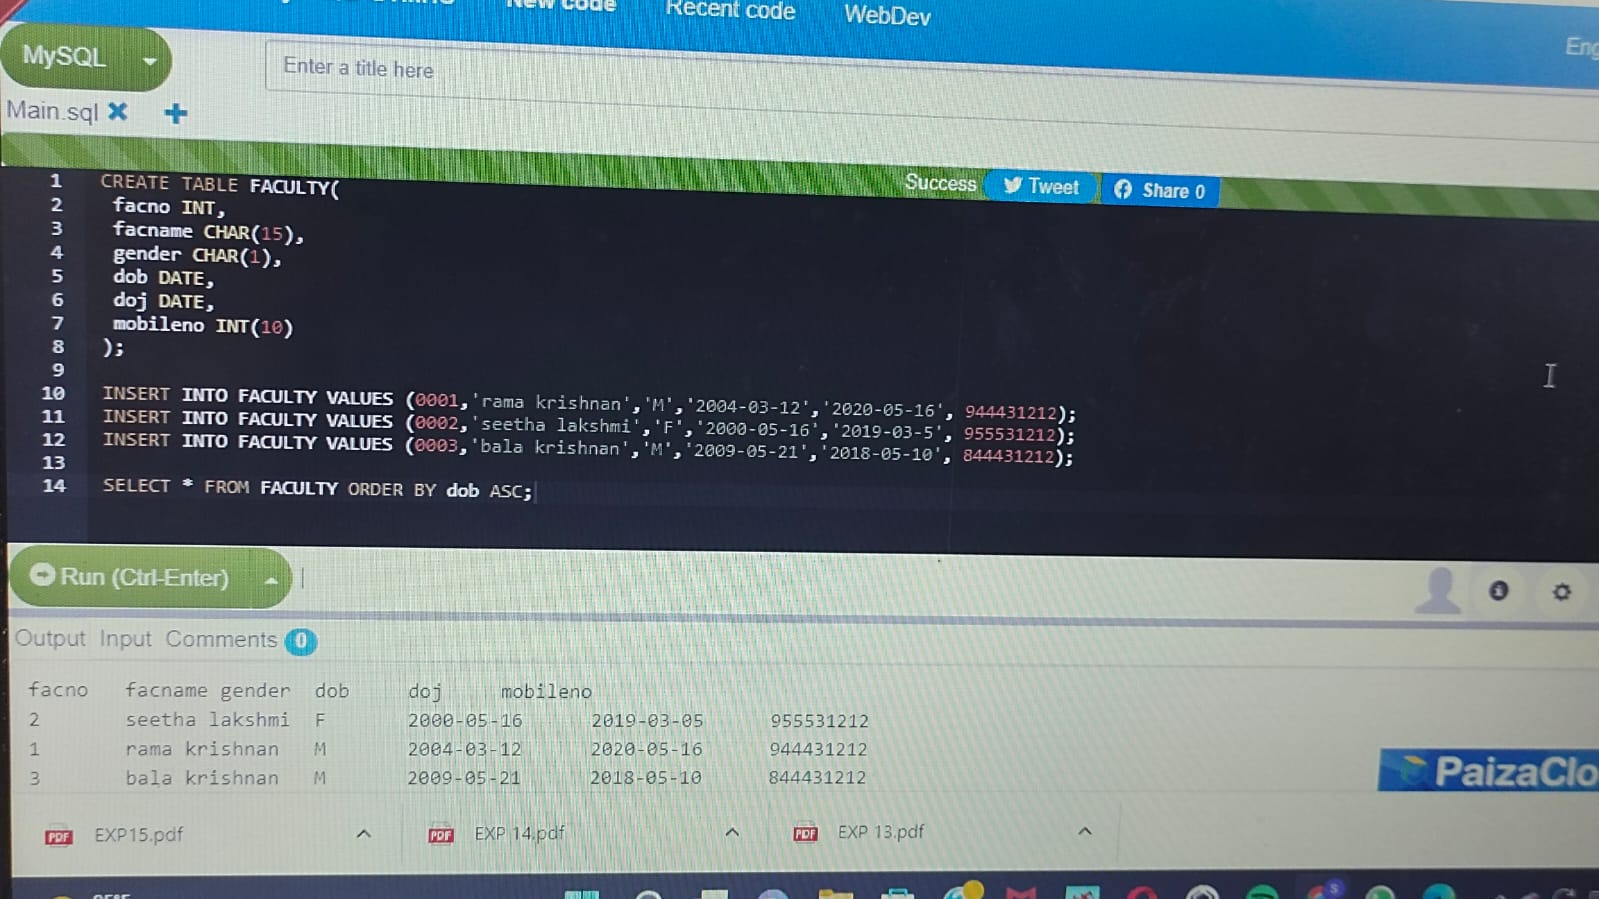 New code Recent code WebDev
Eng
MySQL
Enter a title here
Main.sql
Success Tweet Share 0
1 CREATE TABLE FACULTY(
2 facno INT,
3 facname CHAR(15),
4 gender CHAR(1),
5 dob DATE,
6 doj DATE,
7 mobileno INT(10)
8 );
9
10 INSERT INTO FACULTY VALUES (0001,'rama krishnan','M','2004-03-12','2020-05-16', 944431212);
11 INSERT INTO FACULTY VALUES (0002,'seetha lakshmi','F','2000-05-16','2019-03-5', 955531212);
12 INSERT INTO FACULTY VALUES (0003,'bala krishnan','M','2009-05-21','2018-05-10', 844431212);
13
14 SELECT * FROM FACULTY ORDER BY dob ASC;
Run (Ctrl-Enter)
Output Input Comments 0
facno facname gender dob doj mobileno
2 seetha lakshmi F 2000-05-16 2019-03-05 955531212
1 rama krishnan M 2004-03-12 2020-05-16 944431212
3 bala krishnan M 2009-05-21 2018-05-10 844431212
PaizaClo
PDF EXP15.pdf PDF EXP 14.pdf PDF EXP 13.pdf